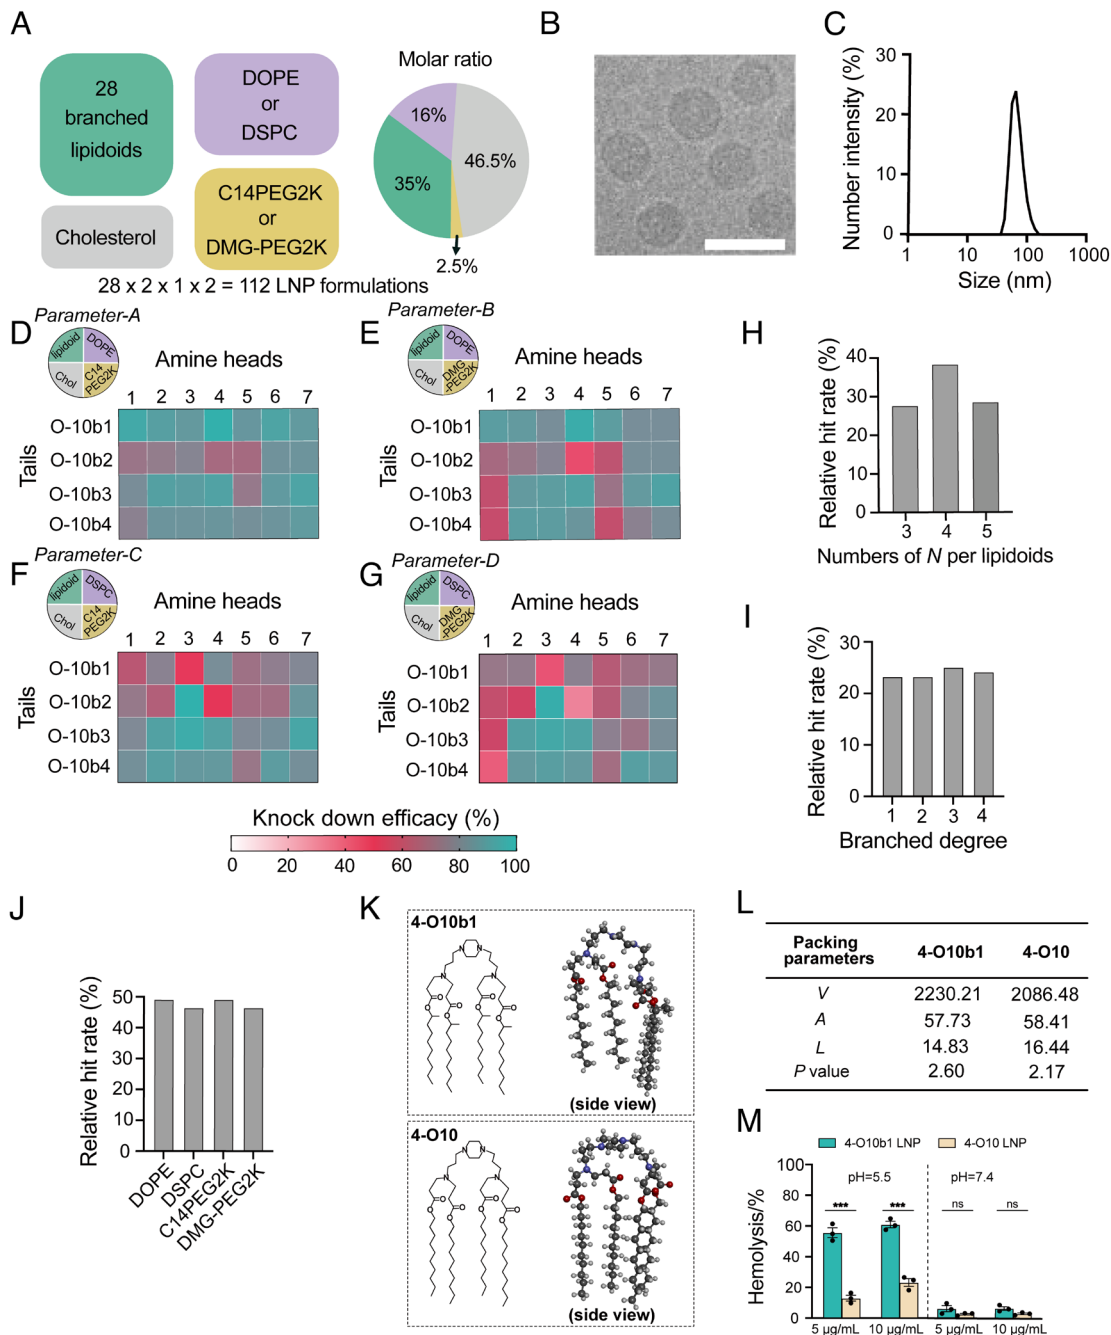 A
28
branched
lipidoids
DOPE
or
DSPC
Cholesterol
C14PEG2K
or
DMG-PEG2K
Molar ratio
16%
46.5%
35%
2.5%
28 x 2 x 1 x 2 = 112 LNP formulations
B
C
Number intensity (%)
30
20
10
0
1 10 100 1000
Size (nm)
D
Parameter-A
lipidoid
DOPE
Chol
C14
PEG2K
Amine heads
1 2 3 4 5 6 7
Tails
O-10b1
O-10b2
O-10b3
O-10b4
E
Parameter-B
lipidoid
DOPE
Chol
DMG
-PEG2K
Amine heads
1 2 3 4 5 6 7
Tails
O-10b1
O-10b2
O-10b3
O-10b4
H
Relative hit rate (%)
40
30
20
10
0
3 4 5
Numbers of N per lipidoids
F
Parameter-C
lipidoid
DSPC
Chol
C14
PEG2K
Amine heads
1 2 3 4 5 6 7
Tails
O-10b1
O-10b2
O-10b3
O-10b4
G
Parameter-D
lipidoid
DSPC
Chol
DMG
-PEG2K
Amine heads
1 2 3 4 5 6 7
Tails
O-10b1
O-10b2
O-10b3
O-10b4
I
Relative hit rate (%)
30
20
10
0
1 2 3 4
Branched degree
Knock down efficacy (%)
0 20 40 60 80 100
J
Relative hit rate (%)
50
40
30
20
10
0
DOPE
DSPC
C14PEG2K
DMG-PEG2K
K
4-O10b1
N N
N N
O O O O
O O O O
(side view)
4-O10
N N
N N
O O O O
O O O O
(side view)
L
Packing
parameters 4-O10b1 4-O10
V 2230.21 2086.48
A 57.73 58.41
L 14.83 16.44
P value 2.60 2.17
M
4-O10b1 LNP 4-O10 LNP
Hemolysis/%
100
80
60
40
20
0
pH=5.5 pH=7.4
*** *** ns ns
5 µg/mL 10 µg/mL 5 µg/mL 10 µg/mL